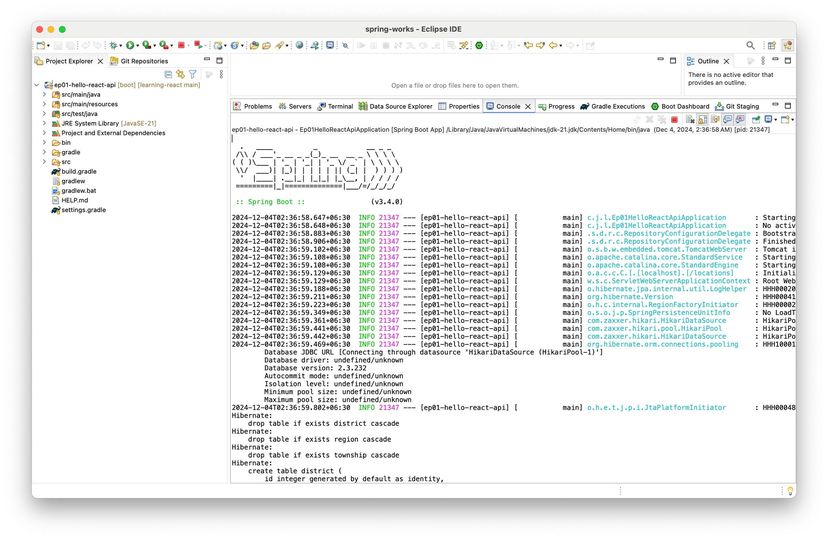 spring-works - Eclipse IDE
Project Explorer
Git Repositories
ep01-hello-react-api [boot] [learning-react main]
src/main/java
src/main/resources
src/test/java
JRE System Library [JavaSE-21]
Project and External Dependencies
bin
gradle
src
build.gradle
gradlew
gradlew.bat
HELP.md
settings.gradle
Open a file or drop files here to open them.
Outline
There is no active editor
that provides an outline.
Problems Servers Terminal Data Source Explorer Properties Console Progress Gradle Executions Boot Dashboard Git Staging
ep01-hello-react-api - Ep01HelloReactApiApplication [Spring Boot App] /Library/Java/JavaVirtualMachines/jdk-21.jdk/Contents/Home/bin/java (Dec 4, 2024, 2:36:58 AM) [pid: 21347]
:: Spring Boot :: (v3.4.0)
2024-12-04T02:36:58.647+06:30 INFO 21347 --- [ep01-hello-react-api] [ main] c.j.l.Ep01HelloReactApiApplication : Starting
2024-12-04T02:36:58.648+06:30 INFO 21347 --- [ep01-hello-react-api] [ main] c.j.l.Ep01HelloReactApiApplication : No activ
2024-12-04T02:36:58.883+06:30 INFO 21347 --- [ep01-hello-react-api] [ main] .s.d.r.c.RepositoryConfigurationDelegate : Bootstra
2024-12-04T02:36:58.906+06:30 INFO 21347 --- [ep01-hello-react-api] [ main] .s.d.r.c.RepositoryConfigurationDelegate : Finished
2024-12-04T02:36:59.102+06:30 INFO 21347 --- [ep01-hello-react-api] [ main] o.s.b.w.embedded.tomcat.TomcatWebServer : Tomcat i
2024-12-04T02:36:59.108+06:30 INFO 21347 --- [ep01-hello-react-api] [ main] o.apache.catalina.core.StandardService : Starting
2024-12-04T02:36:59.108+06:30 INFO 21347 --- [ep01-hello-react-api] [ main] o.apache.catalina.core.StandardEngine : Starting
2024-12-04T02:36:59.129+06:30 INFO 21347 --- [ep01-hello-react-api] [ main] o.a.c.c.C.[.[localhost].[/locations] : Initiali
2024-12-04T02:36:59.129+06:30 INFO 21347 --- [ep01-hello-react-api] [ main] w.s.c.ServletWebServerApplicationContext : Root Web
2024-12-04T02:36:59.188+06:30 INFO 21347 --- [ep01-hello-react-api] [ main] o.hibernate.jpa.internal.util.LogHelper : HHH00020
2024-12-04T02:36:59.211+06:30 INFO 21347 --- [ep01-hello-react-api] [ main] org.hibernate.Version : HHH00041
2024-12-04T02:36:59.223+06:30 INFO 21347 --- [ep01-hello-react-api] [ main] o.h.c.internal.RegionFactoryInitiator : HHH00002
2024-12-04T02:36:59.349+06:30 INFO 21347 --- [ep01-hello-react-api] [ main] o.s.o.j.p.SpringPersistenceUnitInfo : No LoadT
2024-12-04T02:36:59.361+06:30 INFO 21347 --- [ep01-hello-react-api] [ main] com.zaxxer.hikari.HikariDataSource : HikariPo
2024-12-04T02:36:59.441+06:30 INFO 21347 --- [ep01-hello-react-api] [ main] com.zaxxer.hikari.pool.HikariPool : HikariPo
2024-12-04T02:36:59.442+06:30 INFO 21347 --- [ep01-hello-react-api] [ main] com.zaxxer.hikari.HikariDataSource : HikariPo
2024-12-04T02:36:59.469+06:30 INFO 21347 --- [ep01-hello-react-api] [ main] org.hibernate.orm.connections.pooling : HHH10001
Database JDBC URL [Connecting through datasource 'HikariDataSource (HikariPool-1)']
Database driver: undefined/unknown
Database version: 2.3.232
Autocommit mode: undefined/unknown
Isolation level: undefined/unknown
Minimum pool size: undefined/unknown
Maximum pool size: undefined/unknown
2024-12-04T02:36:59.802+06:30 INFO 21347 --- [ep01-hello-react-api] [ main] o.h.e.t.j.p.i.JtaPlatformInitiator : HHH00048
Hibernate:
drop table if exists district cascade
Hibernate:
drop table if exists region cascade
Hibernate:
drop table if exists township cascade
Hibernate:
create table district (
id integer generated by default as identity,